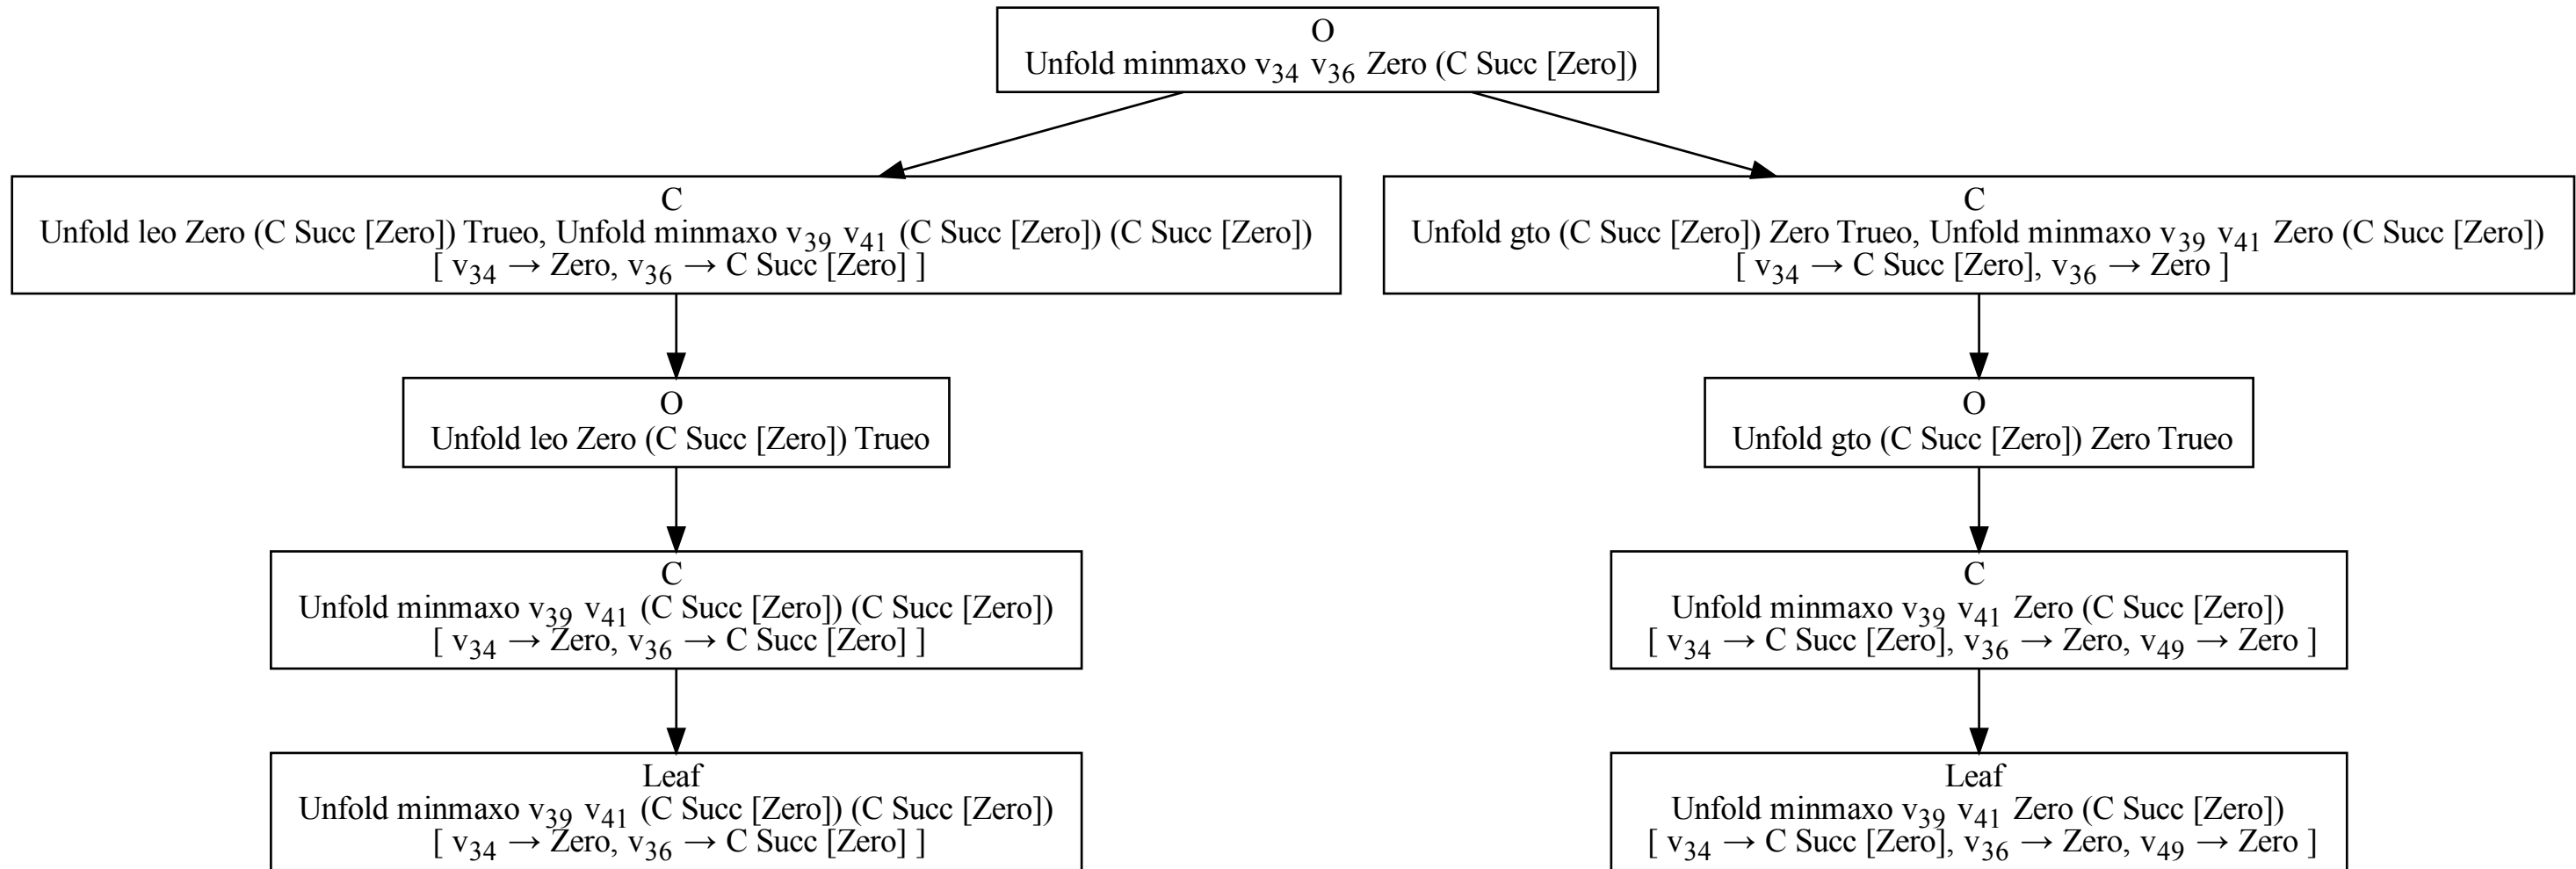 O
Unfold minmaxo v₃₄ v₃₆ Zero (C Succ [Zero])
C
Unfold leo Zero (C Succ [Zero]) Trueo, Unfold minmaxo v₃₉ v₄₁ (C Succ [Zero]) (C Succ [Zero])
[ v₃₄ → Zero, v₃₆ → C Succ [Zero] ]
C
Unfold gto (C Succ [Zero]) Zero Trueo, Unfold minmaxo v₃₉ v₄₁ Zero (C Succ [Zero])
[ v₃₄ → C Succ [Zero], v₃₆ → Zero ]
O
Unfold leo Zero (C Succ [Zero]) Trueo
O
Unfold gto (C Succ [Zero]) Zero Trueo
C
Unfold minmaxo v₃₉ v₄₁ (C Succ [Zero]) (C Succ [Zero])
[ v₃₄ → Zero, v₃₆ → C Succ [Zero] ]
C
Unfold minmaxo v₃₉ v₄₁ Zero (C Succ [Zero])
[ v₃₄ → C Succ [Zero], v₃₆ → Zero, v₄₉ → Zero ]
Leaf
Unfold minmaxo v₃₉ v₄₁ (C Succ [Zero]) (C Succ [Zero])
[ v₃₄ → Zero, v₃₆ → C Succ [Zero] ]
Leaf
Unfold minmaxo v₃₉ v₄₁ Zero (C Succ [Zero])
[ v₃₄ → C Succ [Zero], v₃₆ → Zero, v₄₉ → Zero ]